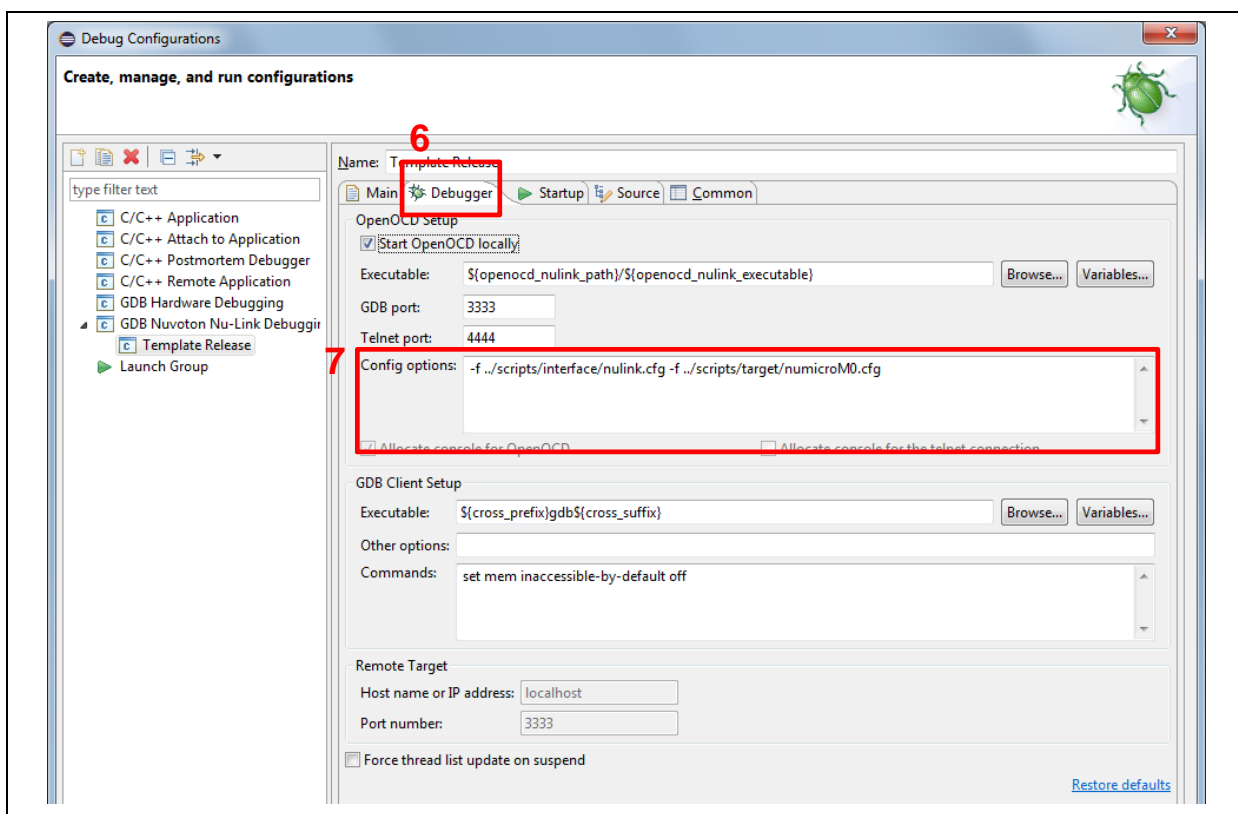 Debug Configurations
Create, manage, and run configurations
6
Name: Template Release
type filter text
Main Debugger Startup Source Common
C/C++ Application
C/C++ Attach to Application
C/C++ Postmortem Debugger
C/C++ Remote Application
GDB Hardware Debugging
GDB Nuvoton Nu-Link Debuggin
Template Release
Launch Group
OpenOCD Setup
Start OpenOCD locally
Executable: ${openocd_nulink_path}/${openocd_nulink_executable} Browse... Variables...
GDB port: 3333
Telnet port: 4444
7
Config options: -f ../scripts/interface/nulink.cfg -f ../scripts/target/numicroM0.cfg
Allocate console for OpenOCD Allocate console for the telnet connection
GDB Client Setup
Executable: ${cross_prefix}gdb${cross_suffix} Browse... Variables...
Other options:
Commands: set mem inaccessible-by-default off
Remote Target
Host name or IP address: localhost
Port number: 3333
Force thread list update on suspend
Restore defaults